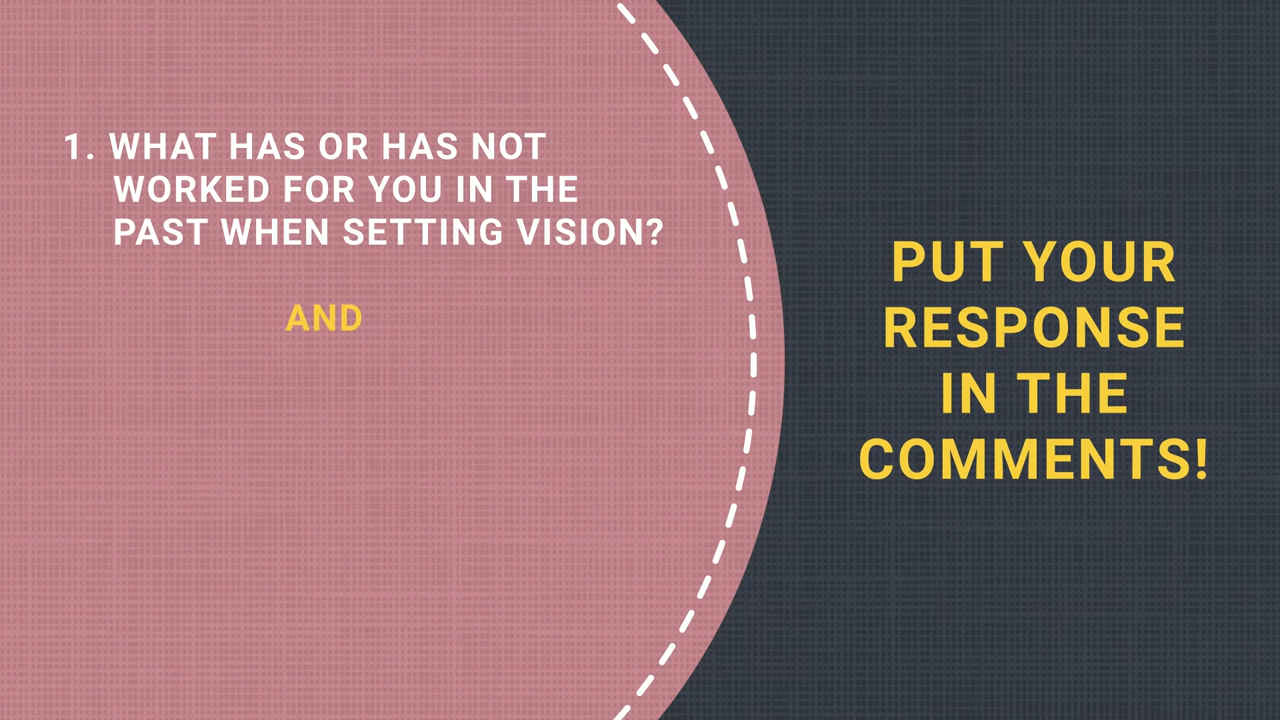 1. WHAT HAS OR HAS NOT
WORKED FOR YOU IN THE
PAST WHEN SETTING VISION?
AND
PUT YOUR
RESPONSE
IN THE
COMMENTS!